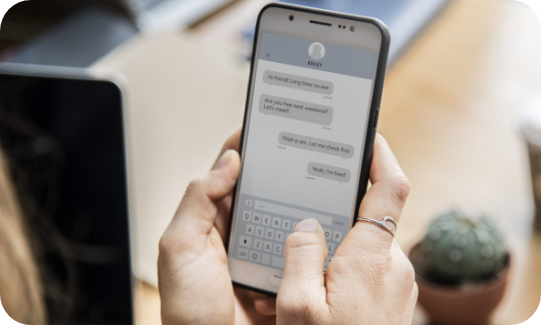 HAILEY
Hi friend! Long time no see
Are you free next weekend?
Let's meet!!
Wait a sec. Let me check first
Yeah, I'm free!!
Q W E R T
A S D F
Z X C